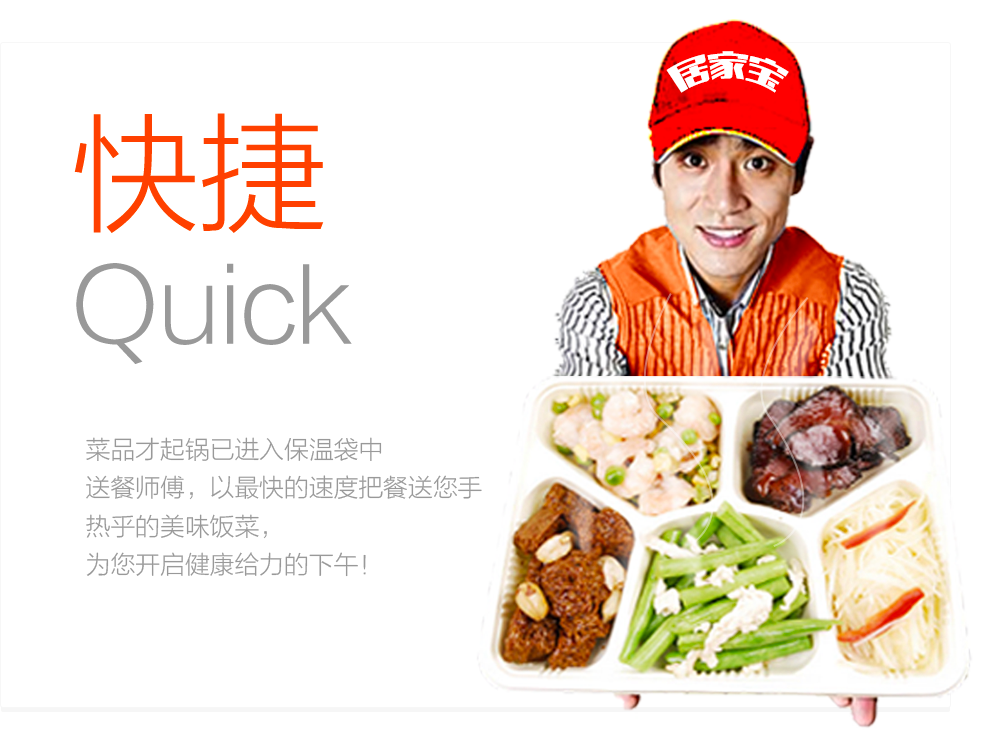 居家宝
快捷
Quick
菜品才起锅已进入保温袋中
送餐师傅，以最快的速度把餐送您手
热乎的美味饭菜，
为您开启健康给力的下午！